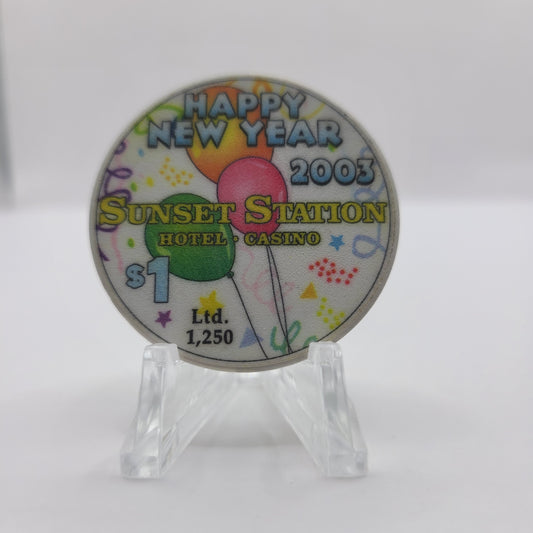 HAPPY
NEW YEAR
2003
SUNSET STATION
HOTEL · CASINO
$1
Ltd.
1,250